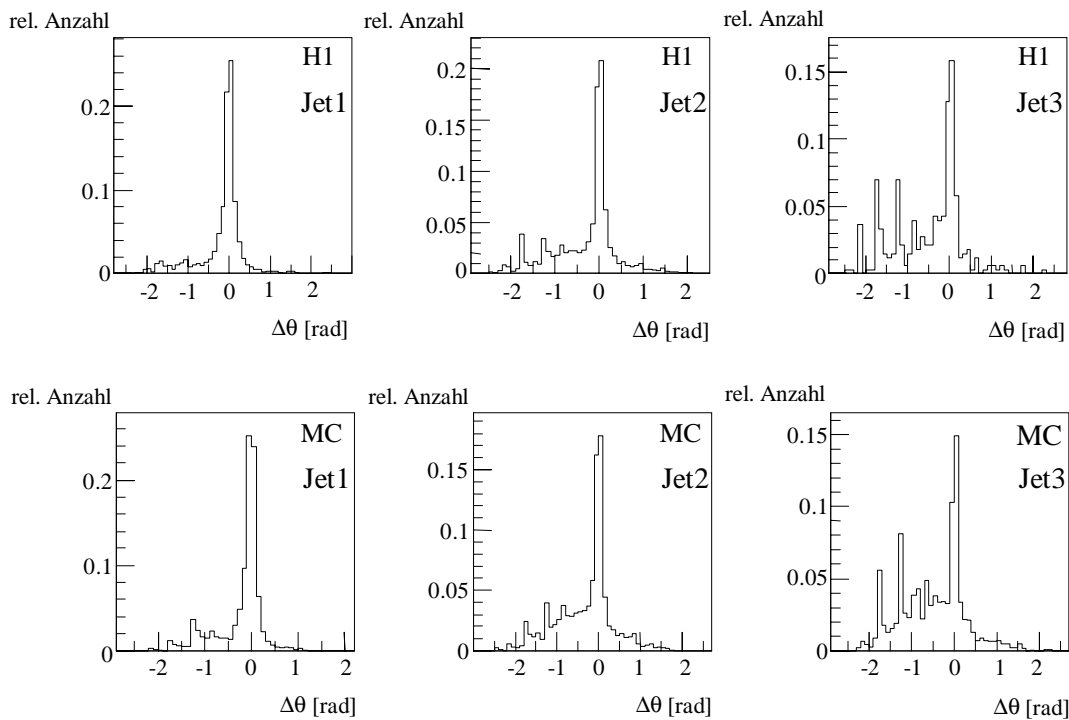 rel. Anzahl
H1
Jet1
0.2
0.1
0
-2 -1 0 1 2
Δθ [rad]
rel. Anzahl
H1
Jet2
0.2
0.15
0.1
0.05
0
-2 -1 0 1 2
Δθ [rad]
rel. Anzahl
H1
Jet3
0.15
0.1
0.05
0
-2 -1 0 1 2
Δθ [rad]
rel. Anzahl
MC
Jet1
0.2
0.1
0
-2 -1 0 1 2
Δθ [rad]
rel. Anzahl
MC
Jet2
0.15
0.1
0.05
0
-2 -1 0 1 2
Δθ [rad]
rel. Anzahl
MC
Jet3
0.15
0.1
0.05
0
-2 -1 0 1 2
Δθ [rad]